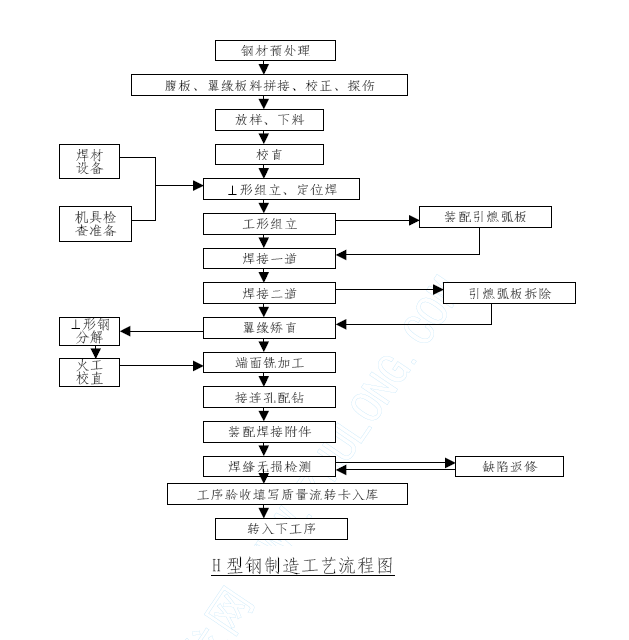 钢材预处理
腹板、翼缘板料拼接、校正、探伤
放样、下料
校直
焊材
设备
⊥形组立、定位焊
机具检
查准备
工形组立
装配引熄弧板
焊接一道
焊接二道
引熄弧板拆除
⊥形钢
分解
翼缘矫直
火工
校直
端面铣加工
接连孔配钻
装配焊接附件
焊缝无损检测
缺陷返修
工序验收填写质量流转卡入库
转入下工序
H型钢制造工艺流程图